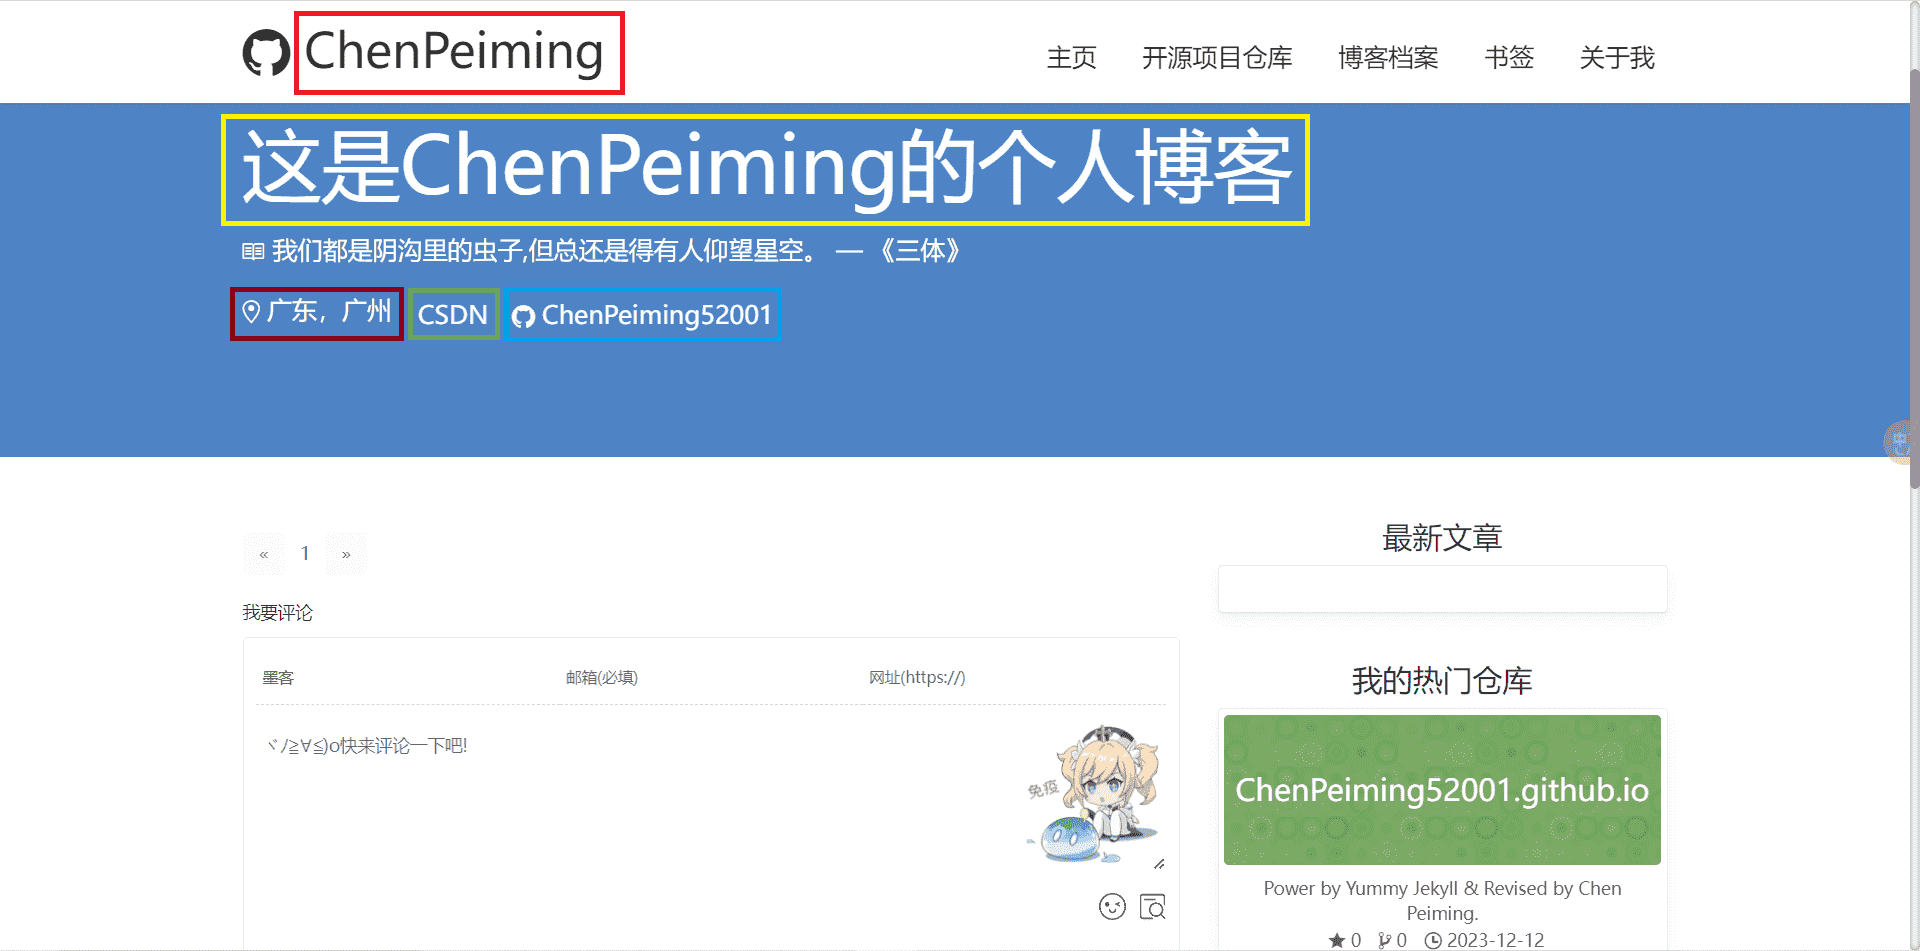 ChenPeiming
主页 开源项目仓库 博客档案 书签 关于我
这是ChenPeiming的个人博客
我们都是阴沟里的虫子,但总还是得有人仰望星空。 — 《三体》
广东，广州 CSDN ChenPeiming52001
« 1 »
我要评论
墨客 邮箱(必填) 网址(https://)
ヾﾉ≧∀≦)o快来评论一下吧!
免疫
最新文章
我的热门仓库
ChenPeiming52001.github.io
Power by Yummy Jekyll & Revised by Chen
Peiming.
0 0 2023-12-12